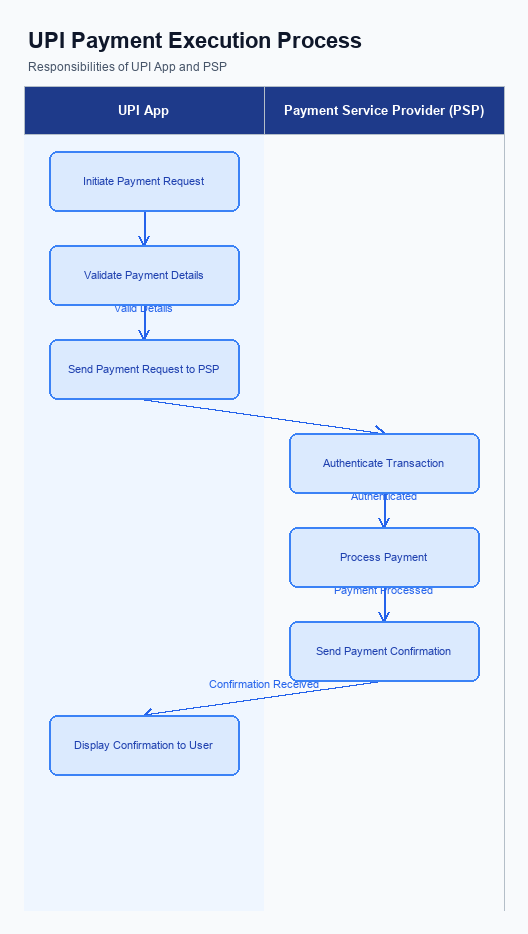 UPI Payment Execution Process
Responsibilities of UPI App and PSP
UPI App
Payment Service Provider (PSP)
Initiate Payment Request
Validate Payment Details
Valid Details
Send Payment Request to PSP
Authenticate Transaction
Authenticated
Process Payment
Payment Processed
Send Payment Confirmation
Confirmation Received
Display Confirmation to User